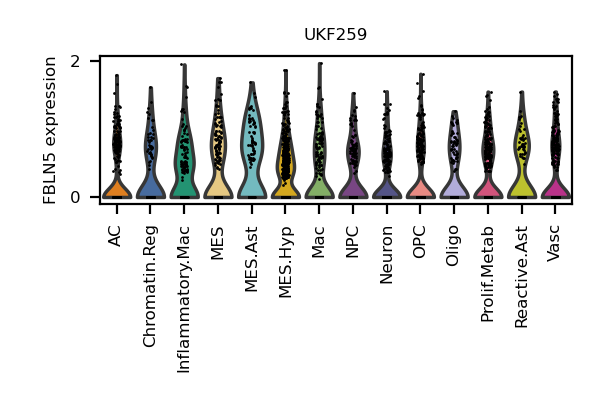 UKF259
FBLN5 expression
2
0
AC
Chromatin.Reg
Inflammatory.Mac
MES
MES.Ast
MES.Hyp
Mac
NPC
Neuron
OPC
Oligo
Prolif.Metab
Reactive.Ast
Vasc